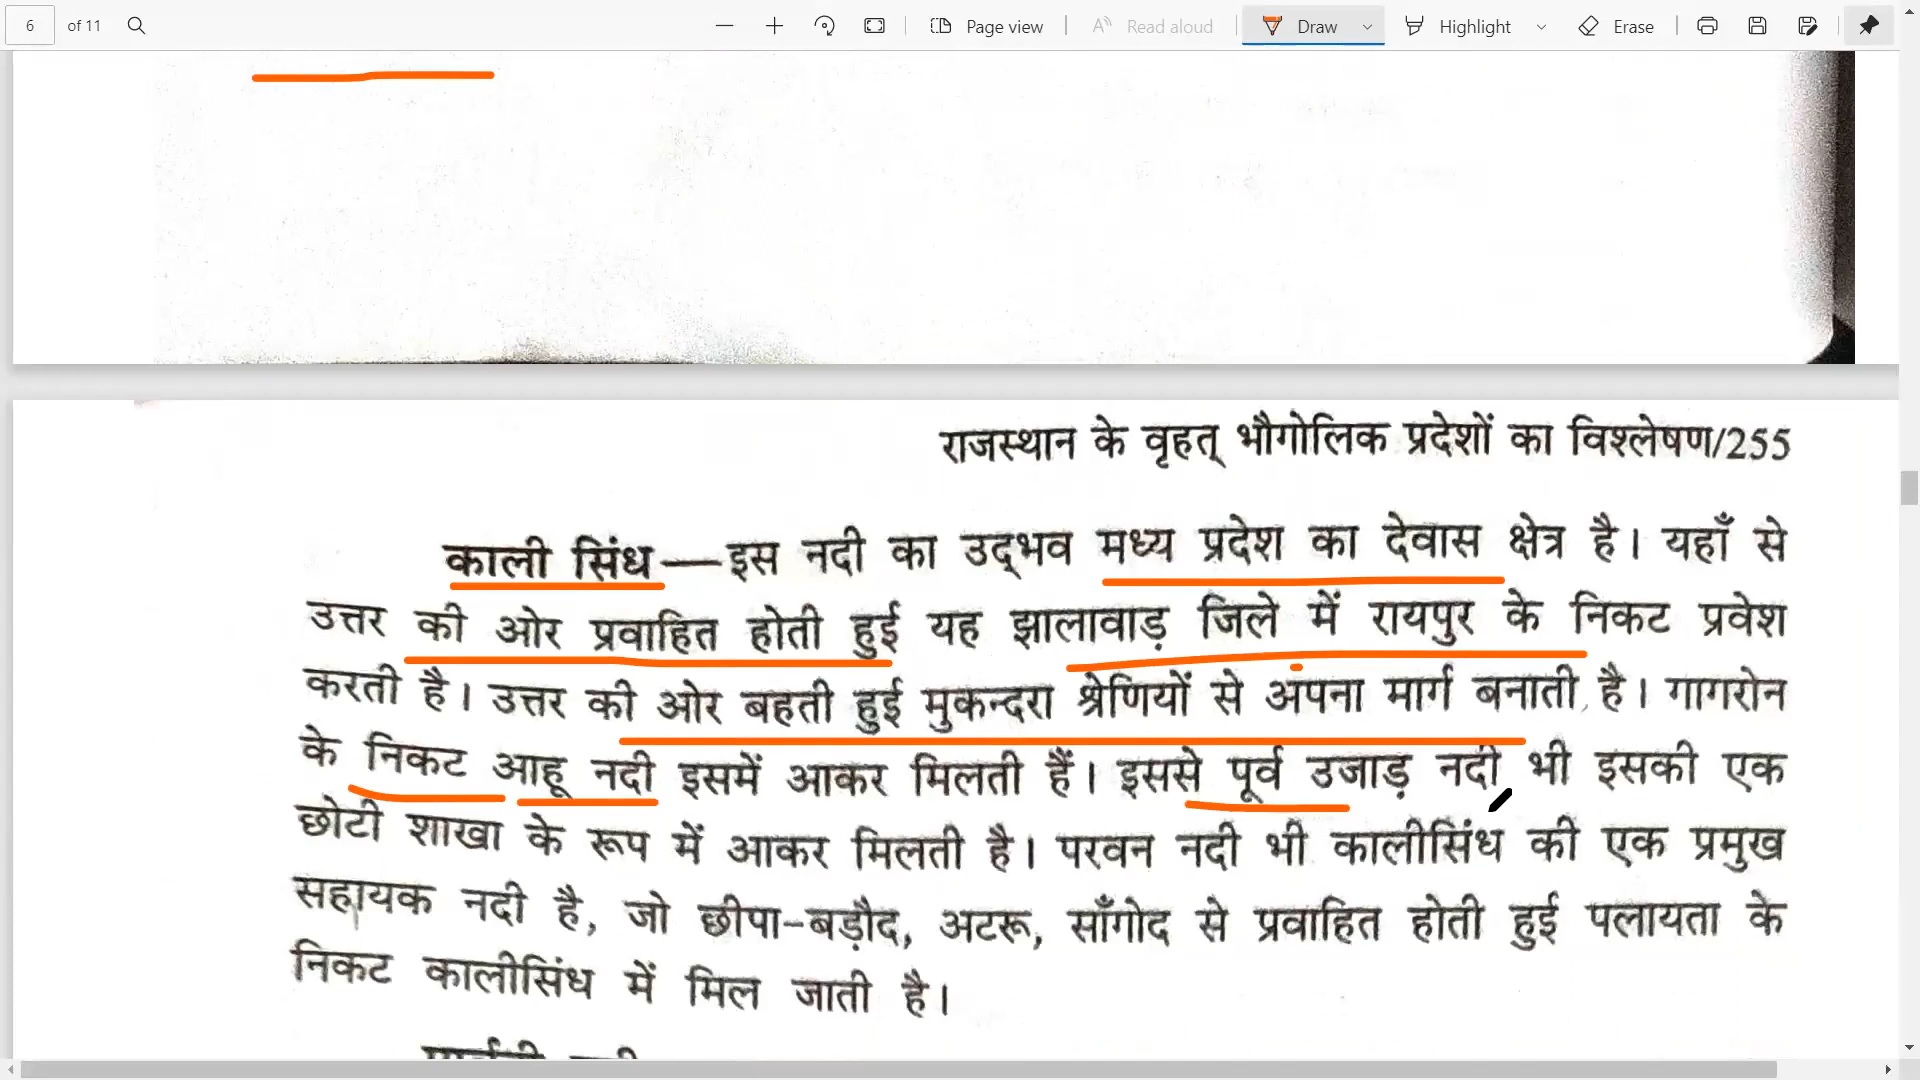 6 of 11 Page view Read aloud Draw Highlight Erase
राजस्थान के वृहत् भौगोलिक प्रदेशों का विश्लेषण/255
काली सिंध—इस नदी का उद्भव मध्य प्रदेश का देवास क्षेत्र है। यहाँ से
उत्तर की ओर प्रवाहित होती हुई यह झालावाड़ जिले में रायपुर के निकट प्रवेश
करती है। उत्तर की ओर बहती हुई मुकन्दरा श्रेणियों से अपना मार्ग बनाती है। गागरोन
के निकट आहू नदी इसमें आकर मिलती हैं। इससे पूर्व उजाड़ नदी भी इसकी एक
छोटी शाखा के रूप में आकर मिलती है। परवन नदी भी कालीसिंध की एक प्रमुख
सहायक नदी है, जो छीपा-बड़ौद, अटरू, साँगोद से प्रवाहित होती हुई पलायता के
निकट कालीसिंध में मिल जाती है।